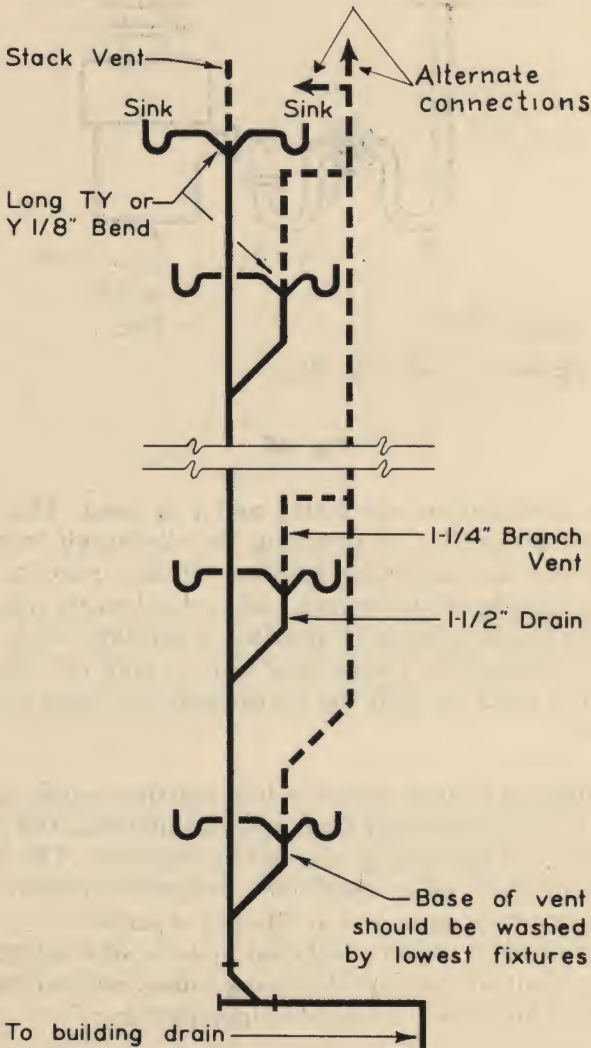 Stack Vent
Alternate
connections
Sink
Sink
Long TY or
Y 1/8" Bend
1-1/4" Branch
Vent
1-1/2" Drain
Base of vent
should be washed
by lowest fixtures
To building drain